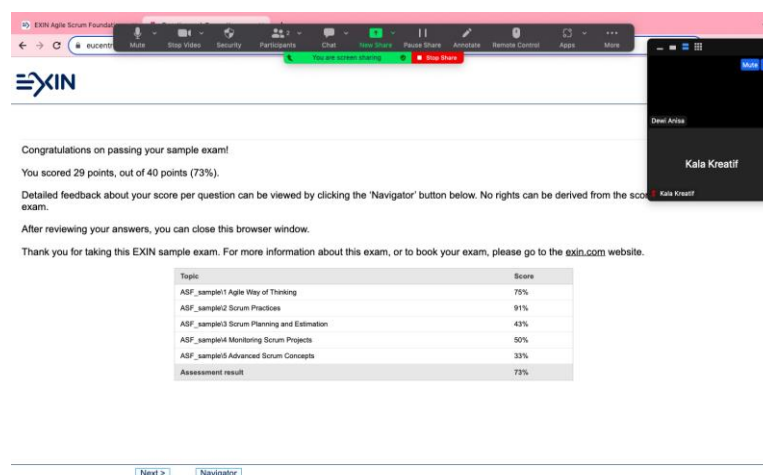 EXIN Agile Scrum Foundat
eucentr
Mute
Stop Video
Security
Participants
2
Chat
New Share
Pause Share
Annotate
Remote Control
Apps
More
You are screen sharing
Stop Share
Mute
Dewi Anisa
Kala Kreatif
Kala Kreatif
EXIN
Congratulations on passing your sample exam!
You scored 29 points, out of 40 points (73%).
Detailed feedback about your score per question can be viewed by clicking the 'Navigator' button below. No rights can be derived from the sco
exam.
After reviewing your answers, you can close this browser window.
Thank you for taking this EXIN sample exam. For more information about this exam, or to book your exam, please go to the exin.com website.
Topic Score
ASF_sample\1 Agile Way of Thinking 75%
ASF_sample\2 Scrum Practices 91%
ASF_sample\3 Scrum Planning and Estimation 43%
ASF_sample\4 Monitoring Scrum Projects 50%
ASF_sample\5 Advanced Scrum Concepts 33%
Assessment result 73%
Next >
Navigator